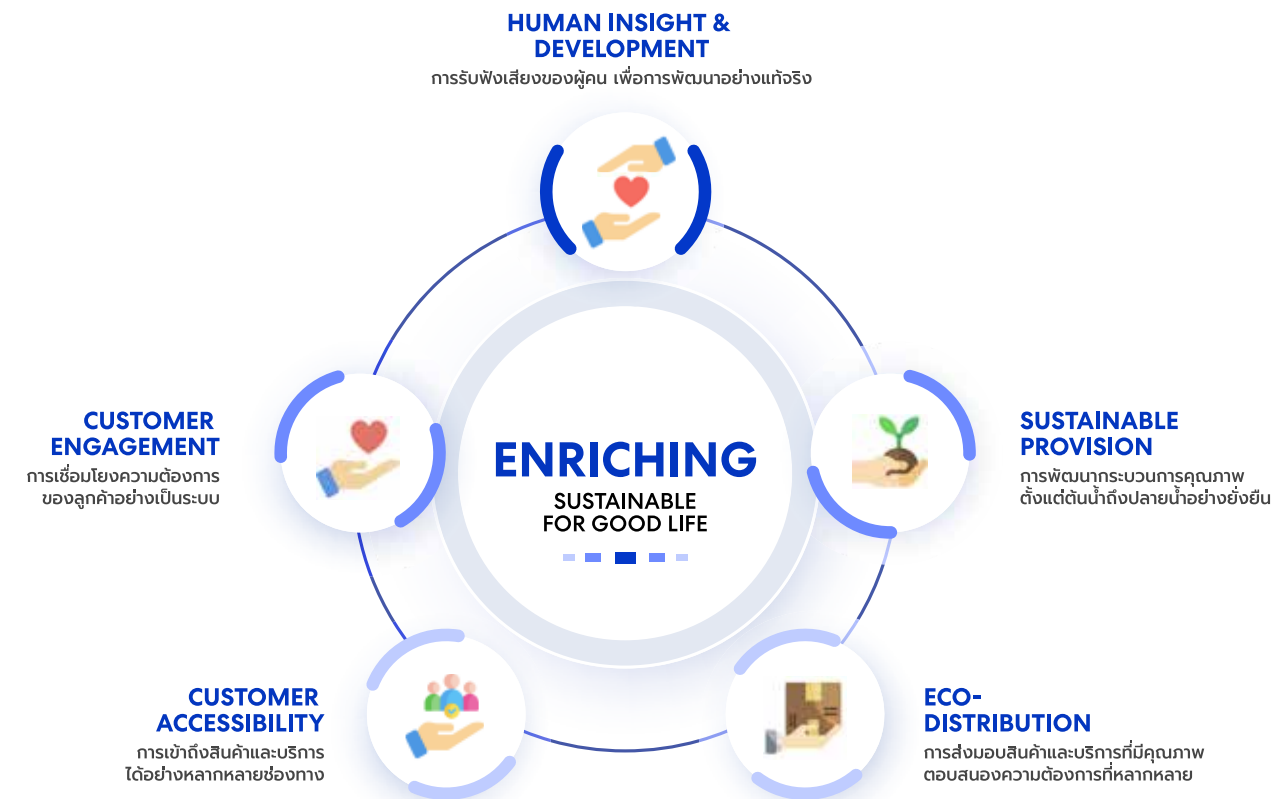 HUMAN INSIGHT &
DEVELOPMENT
การรับฟังเสียงของผู้คน เพื่อการพัฒนาอย่างแท้จริง
CUSTOMER
ENGAGEMENT
การเชื่อมโยงความต้องการ
ของลูกค้าอย่างเป็นระบบ
ENRICHING
SUSTAINABLE
FOR GOOD LIFE
SUSTAINABLE
PROVISION
การพัฒนากระบวนการคุณภาพ
ตั้งแต่ต้นน้ำถึงปลายน้ำอย่างยั่งยืน
CUSTOMER
ACCESSIBILITY
การเข้าถึงสินค้าและบริการ
ได้อย่างหลากหลายช่องทาง
ECO-
DISTRIBUTION
การส่งมอบสินค้าและบริการที่มีคุณภาพ
ตอบสนองความต้องการที่หลากหลาย